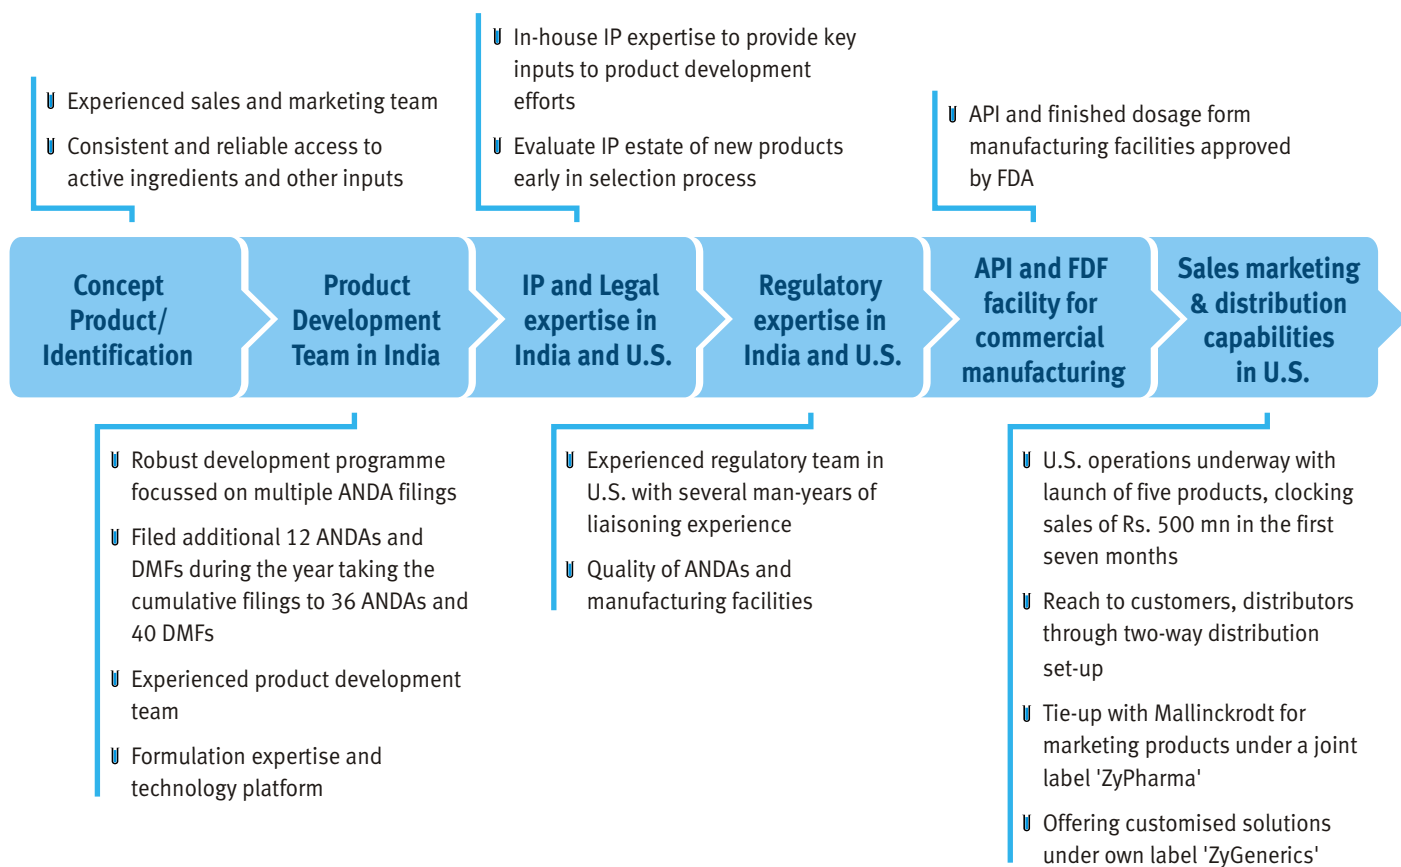 Experienced sales and marketing team
Consistent and reliable access to
active ingredients and other inputs
In-house IP expertise to provide key
inputs to product development
efforts
Evaluate IP estate of new products
early in selection process
API and finished dosage form
manufacturing facilities approved
by FDA
Concept
Product/
Identification
Product
Development
Team in India
IP and Legal
expertise in
India and U.S.
Regulatory
expertise in
India and U.S.
API and FDF
facility for
commercial
manufacturing
Sales marketing
& distribution
capabilities
in U.S.
Robust development programme
focussed on multiple ANDA filings
Filed additional 12 ANDAs and
DMFs during the year taking the
cumulative filings to 36 ANDAs and
40 DMFs
Experienced product development
team
Formulation expertise and
technology platform
Experienced regulatory team in
U.S. with several man-years of
liaisoning experience
Quality of ANDAs and
manufacturing facilities
U.S. operations underway with
launch of five products, clocking
sales of Rs. 500 mn in the first
seven months
Reach to customers, distributors
through two-way distribution
set-up
Tie-up with Mallinckrodt for
marketing products under a joint
label 'ZyPharma'
Offering customised solutions
under own label 'ZyGenerics'